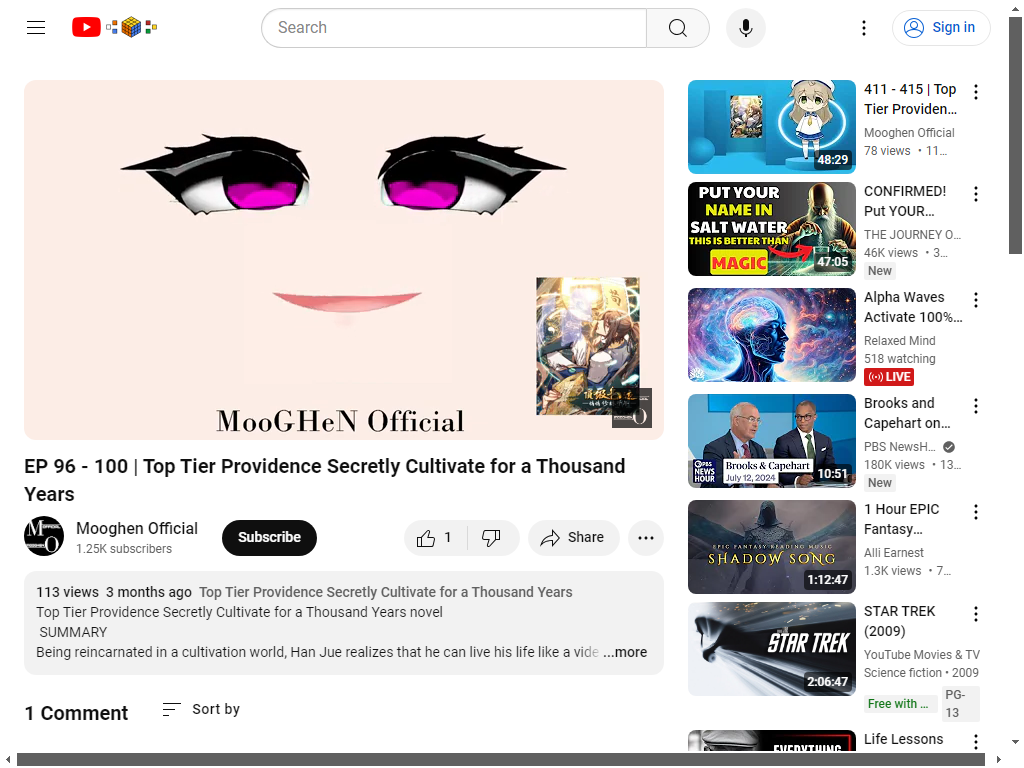 Search
Sign in
MooGHeN Official
EP 96 - 100 | Top Tier Providence Secretly Cultivate for a Thousand
Years
Mooghen Official
1.25K subscribers
Subscribe
1
Share
113 views 3 months ago Top Tier Providence Secretly Cultivate for a Thousand Years
Top Tier Providence Secretly Cultivate for a Thousand Years novel
SUMMARY
Being reincarnated in a cultivation world, Han Jue realizes that he can live his life like a vide ...more
1 Comment
Sort by
48:29
411 - 415 | Top
Tier Providen...
Mooghen Official
78 views • 11...
PUT YOUR
NAME IN
SALT WATER
THIS IS BETTER THAN
MAGIC
47:05
CONFIRMED!
Put YOUR...
THE JOURNEY O...
46K views • 3...
New
Alpha Waves
Activate 100%...
Relaxed Mind
518 watching
LIVE
PBS
NEWS
HOUR
Brooks & Capehart
July 12, 2024
10:51
Brooks and
Capehart on...
PBS NewsH...
180K views • 13...
New
EPIC FANTASY READING MUSIC
SHADOW SONG
1:12:47
1 Hour EPIC
Fantasy...
Alli Earnest
1.3K views • 7...
STAR TREK
2:06:47
STAR TREK
(2009)
YouTube Movies & TV
Science fiction • 2009
Free with ...
PG-
13
EVERYTHING
Life Lessons